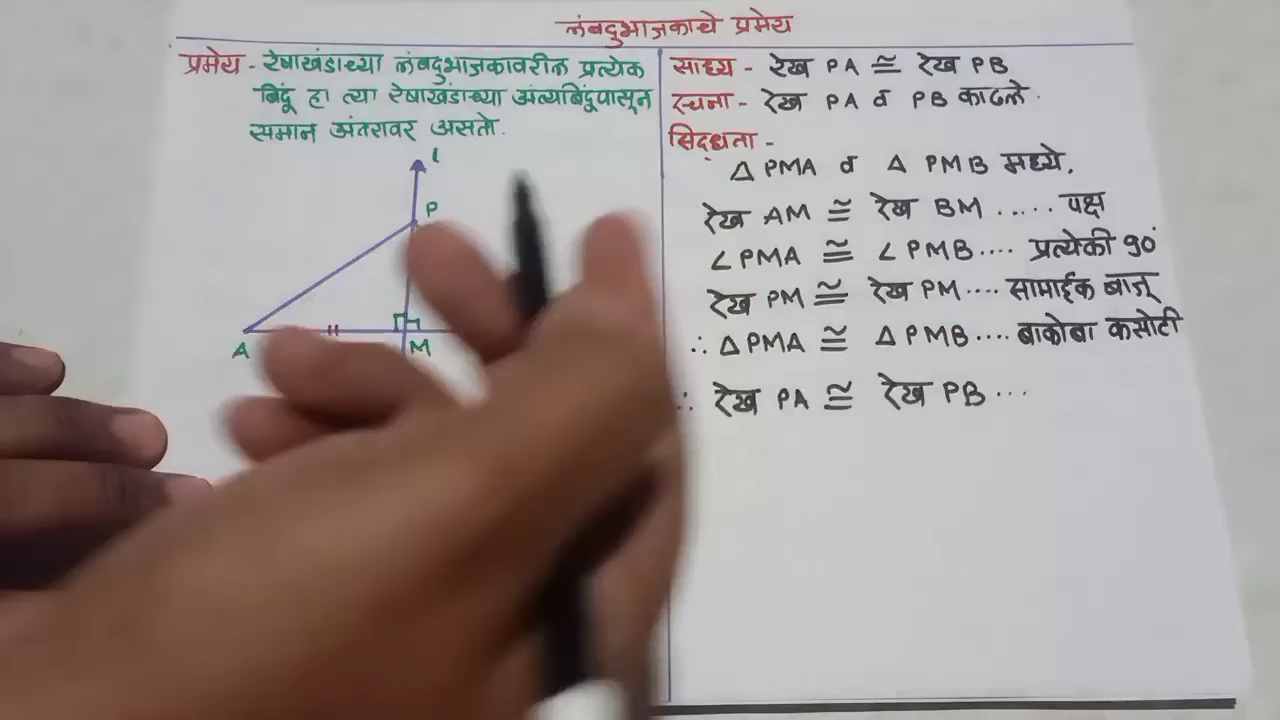 लंबदुभाजकाचे प्रमेय
प्रमेय - रेषाखंडाच्या लंबदुभाजकावरील प्रत्येक
बिंदू हा त्या रेषाखंडाच्या अंत्यबिंदूपासून
समान अंतरावर असतो.
l
P
A
M
साध्य - रेख PA ≅ रेख PB
रचना - रेख PA व PB काढले.
सिद्धता -
△ PMA व △ PMB मध्ये,
रेख AM ≅ रेख BM ..... पक्ष
∠PMA ≅ ∠PMB .... प्रत्येकी 90°
रेख PM ≅ रेख PM .... सामाईक बाजू
∴ △PMA ≅ △PMB .... बाकोबा कसोटी
∴ रेख PA ≅ रेख PB ...